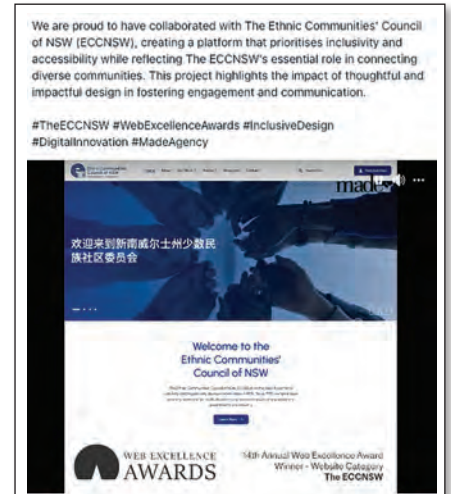 We are proud to have collaborated with The Ethnic Communities' Council
of NSW (ECCNSW), creating a platform that prioritises inclusivity and
accessibility while reflecting The ECCNSW's essential role in connecting
diverse communities. This project highlights the impact of thoughtful and
impactful design in fostering engagement and communication.
#TheECCNSW #WebExcellenceAwards #InclusiveDesign
#DigitalInnovation #MadeAgency
made
欢迎来到新南威尔士州少数民
族社区委员会
Welcome to the
Ethnic Communities'
Council of NSW
WEB EXCELLENCE
AWARDS
14th Annual Web Excellence Award
Winner - Website Category
The ECCNSW